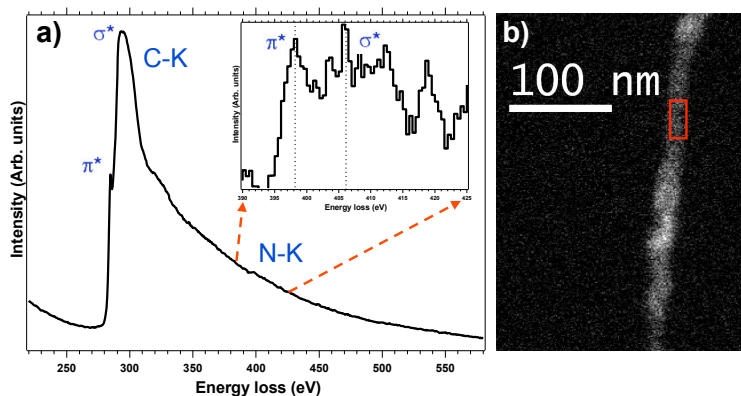 a)
σ*
C-K
π*
N-K
Intensity (Arb. units)
250 300 350 400 450 500 550
Energy loss (eV)
π*
σ*
Intensity (Arb. units)
390 395 400 405 410 415 420 425
Energy loss (eV)
b)
100 nm